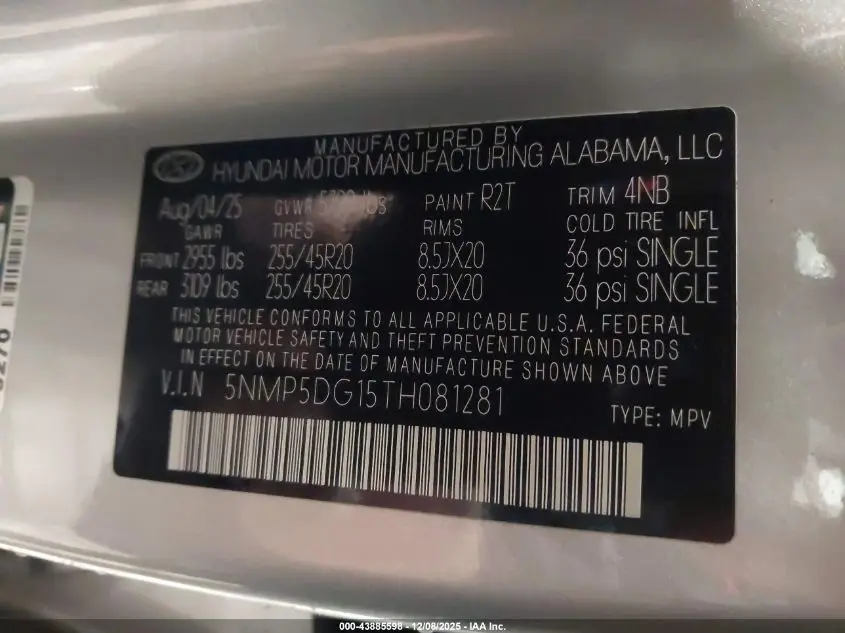 MANUFACTURED BY
HYUNDAI MOTOR MANUFACTURING ALABAMA, LLC
Aug/04/25 GVWR lbs PAINT R2T TRIM 4NB
GAWR TIRES RIMS COLD TIRE INFL
FRONT 2955 lbs 255/45R20 8.5JX20 36 psi SINGLE
REAR 3109 lbs 255/45R20 8.5JX20 36 psi SINGLE
THIS VEHICLE CONFORMS TO ALL APPLICABLE U.S.A. FEDERAL
MOTOR VEHICLE SAFETY AND THEFT PREVENTION STANDARDS
IN EFFECT ON THE DATE OF MANUFACTURE SHOWN ABOVE
V.I.N 5NMP5DG15TH081281
TYPE: MPV
000-43885598 - 12/08/2025 - IAA Inc.